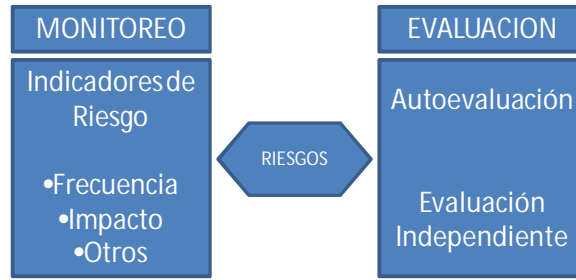 MONITOREO
Indicadores de
Riesgo
•Frecuencia
•Impacto
•Otros
RIESGOS
EVALUACION
Autoevaluación
Evaluación
Independiente